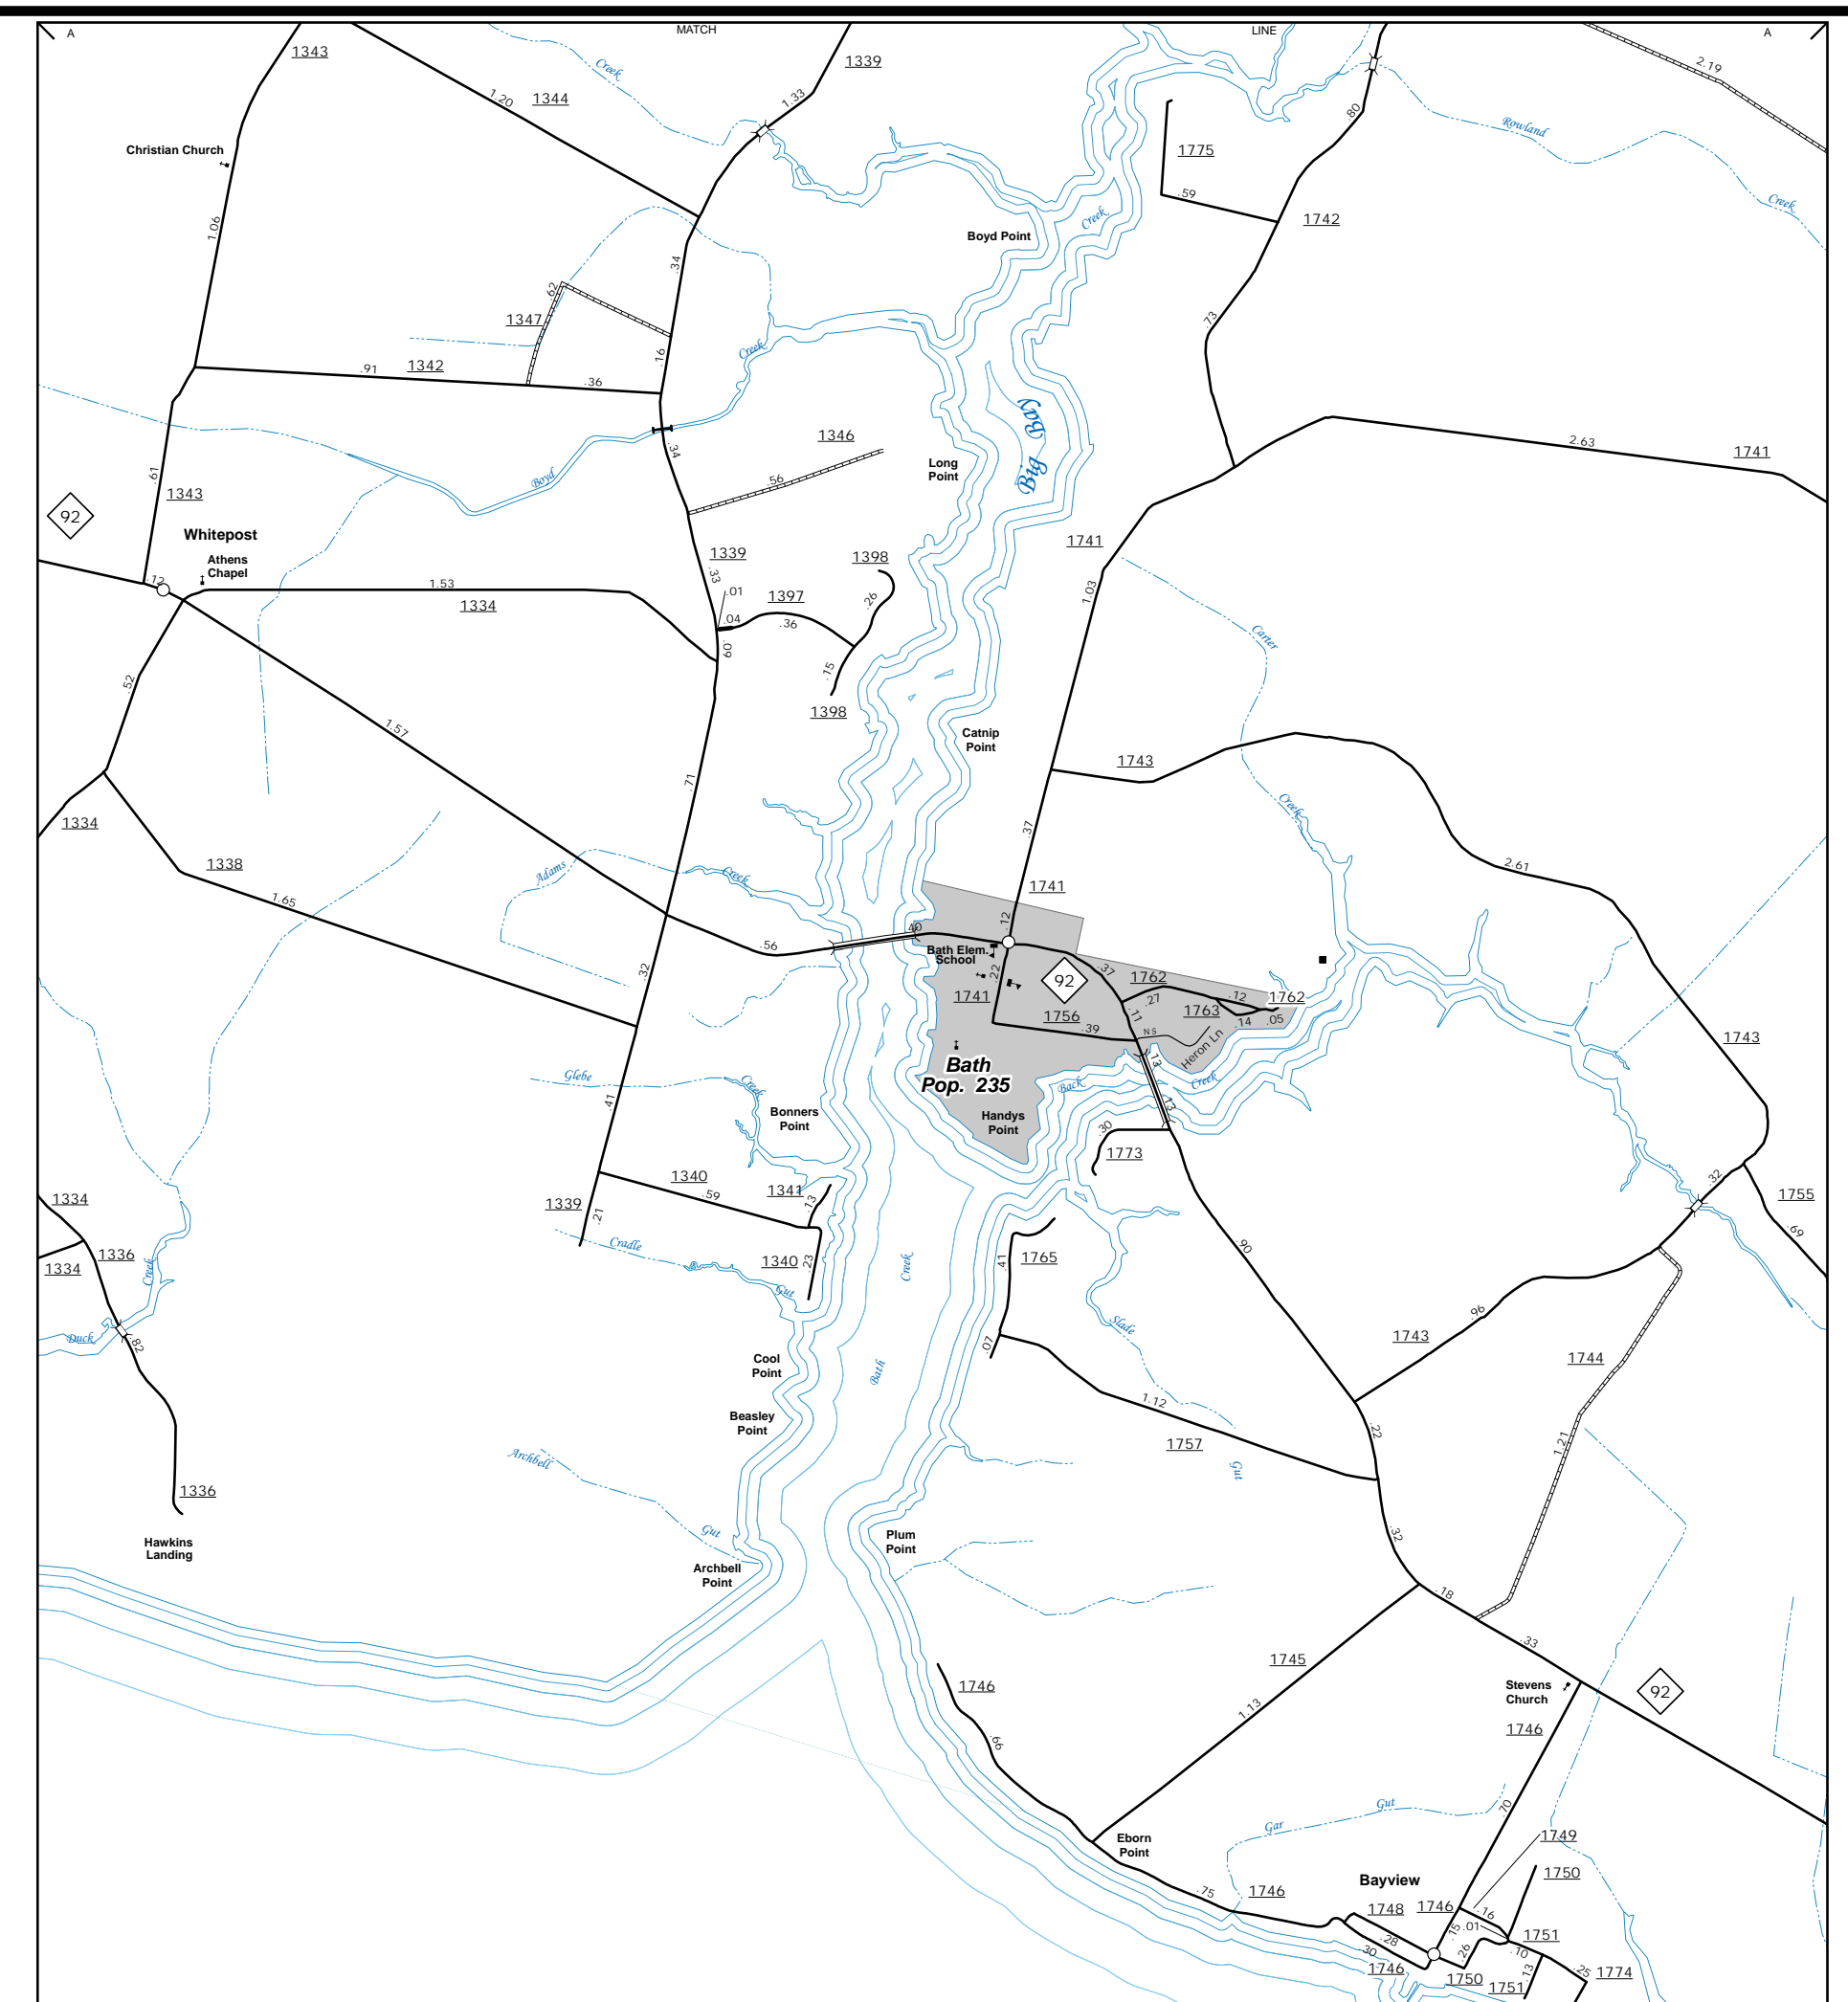 A
MATCH
LINE
A
1343
1339
2.19
Creek
1.20
1344
1.33
.80
Rowland
Christian Church
1775
.59
Creek
1742
1.06
Creek
Boyd Point
.34
.62
1347
.73
.16
Creek
.91
1342
.36
Big Bay
1346
.34
2.63
1741
Long
Point
.61
.56
Boyd
1343
92
Whitepost
1741
Athens
Chapel
1339
1398
.12
1.53
.33
.01
1397
.26
1.03
1334
.04
.36
Carter
.09
.15
.52
1398
1.57
Catnip
Point
1743
.71
Creek
1334
.37
1338
2.61
Adams
Creek
1741
1.65
.12
.40
.56
Bath Elem.
School
.32
.22
.37
92
1762
1741
.27
.12
1762
1756
.11
1763
.39
NS
.14
.05
Heron Ln
1743
Bath
Pop. 235
.13
Glebe
Creek
Back
Creek
.41
Bonners
Point
Handys
Point
.13
.30
1773
1340
1341
.32
1334
.59
.13
1755
1339
.21
.69
1336
Cradle
.90
1334
1340
.23
Creek
.41
1765
Creek
Gut
Duck
.82
Slade
.96
.07
1743
1744
Cool
Point
Bath
1.12
Beasley
Point
.22
1757
1.21
Archbell
Gut
1336
Gut
.32
Hawkins
Landing
Plum
Point
Archbell
Point
.18
.33
1745
1746
Stevens
Church
92
1.13
1746
.66
Gut
.70
Gar
Eborn
Point
1749
1750
Bayview
.75
1746
1748
1746
.16
.15
.01
1751
.28
.30
.26
.10
1746
1750
1751
.13
.25
1774